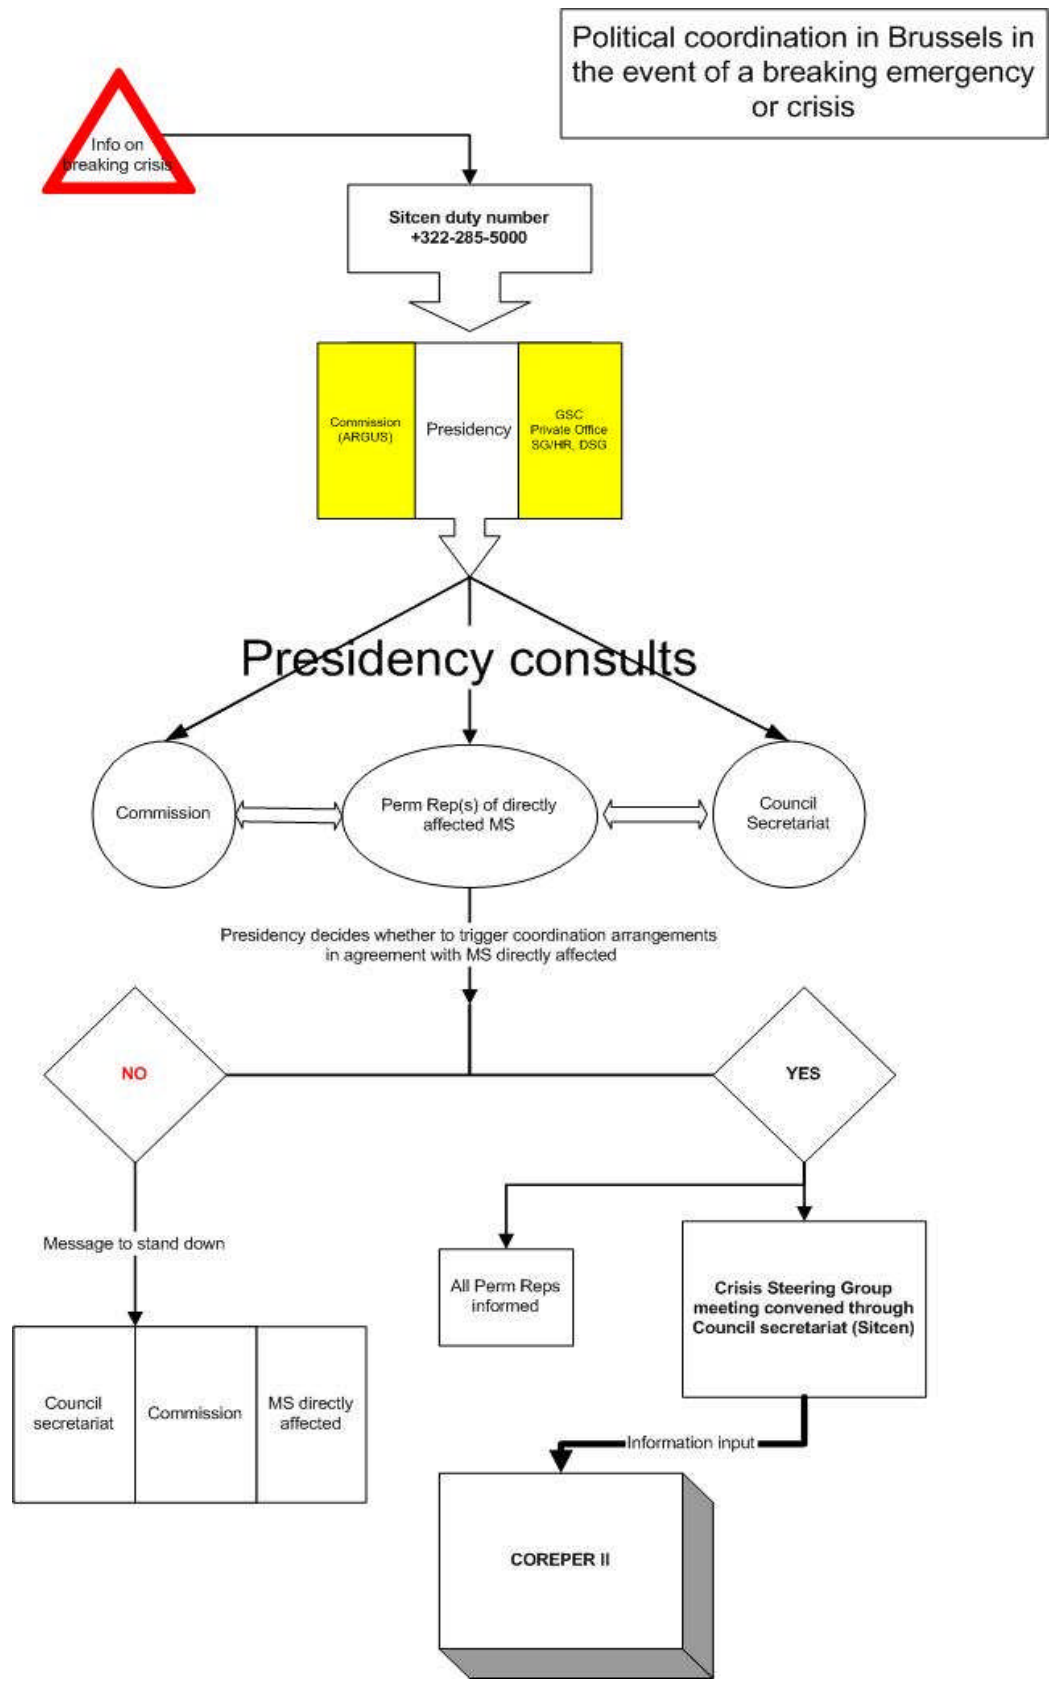 Political coordination in Brussels in
the event of a breaking emergency
or crisis
Info on
breaking crisis
Sitcen duty number
+322-285-5000
Commission
(ARGUS)
Presidency
GSC
Private Office
SG/HR, DSG
Presidency consults
Commission
Perm Rep(s) of directly
affected MS
Council
Secretariat
Presidency decides whether to trigger coordination arrangements
in agreement with MS directly affected
NO
YES
Message to stand down
All Perm Reps
informed
Crisis Steering Group
meeting convened through
Council secretariat (Sitcen)
Council
secretariat
Commission
MS directly
affected
Information input
COREPER II